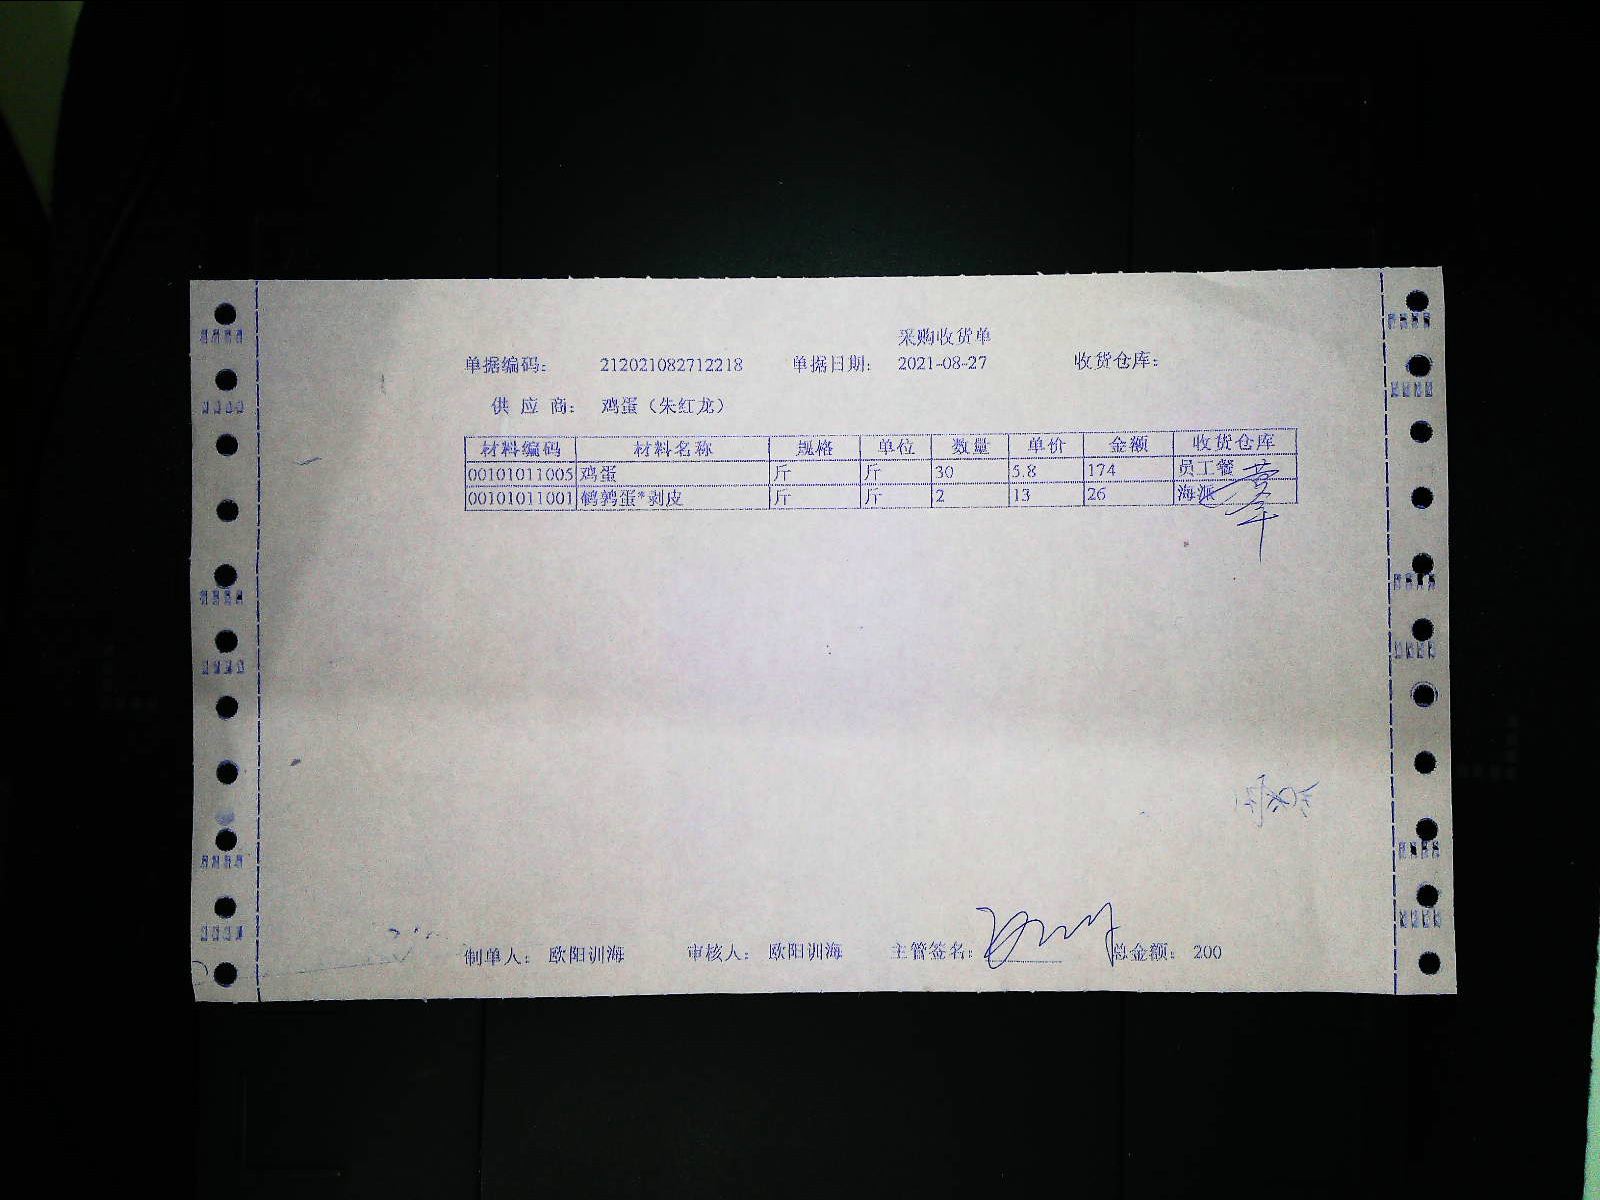 采购收货单
单据编码： 212021082712218 单据日期： 2021-08-27 收货仓库：
供 应 商： 鸡蛋（朱红龙）
材料编码 材料名称 规格 单位 数量 单价 金额 收货仓库
00101011005 鸡蛋 斤 斤 30 5.8 174 员工餐
00101011001 鹌鹑蛋*剥皮 斤 斤 2 13 26 海派
制单人： 欧阳训海 审核人： 欧阳训海 主管签名： 总金额： 200